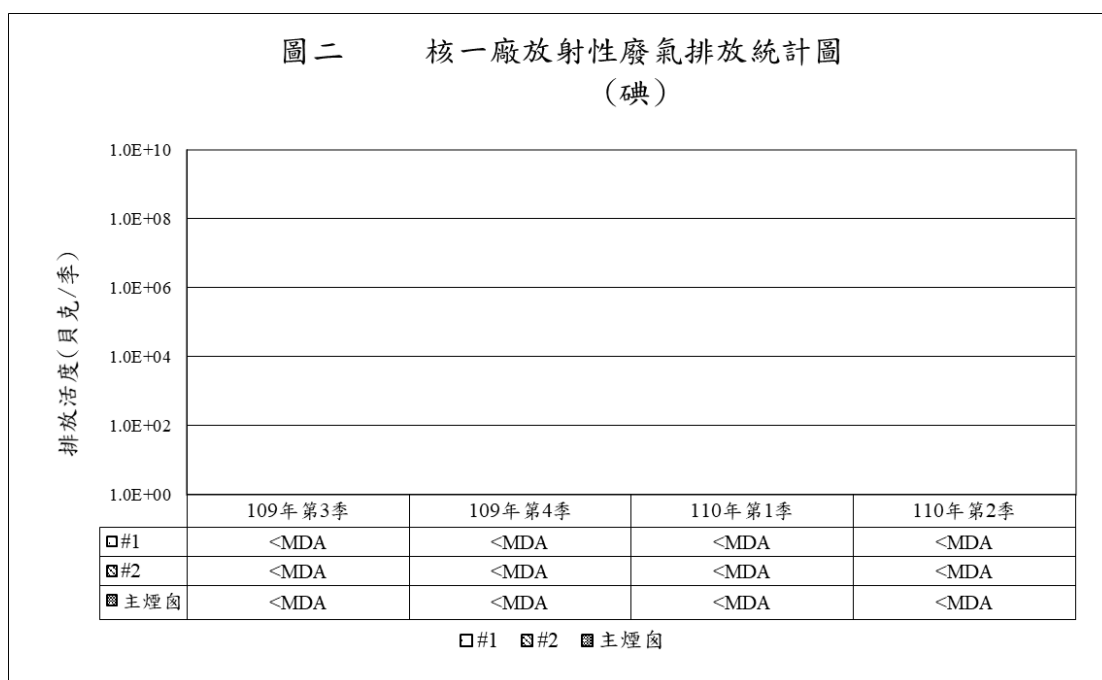 圖二 核一廠放射性廢氣排放統計圖
(碘)
排放活度(貝克/季)
1.0E+10
1.0E+08
1.0E+06
1.0E+04
1.0E+02
1.0E+00
109年第3季 109年第4季 110年第1季 110年第2季
#1 <MDA <MDA <MDA <MDA
#2 <MDA <MDA <MDA <MDA
主煙囪 <MDA <MDA <MDA <MDA
#1 #2 主煙囪